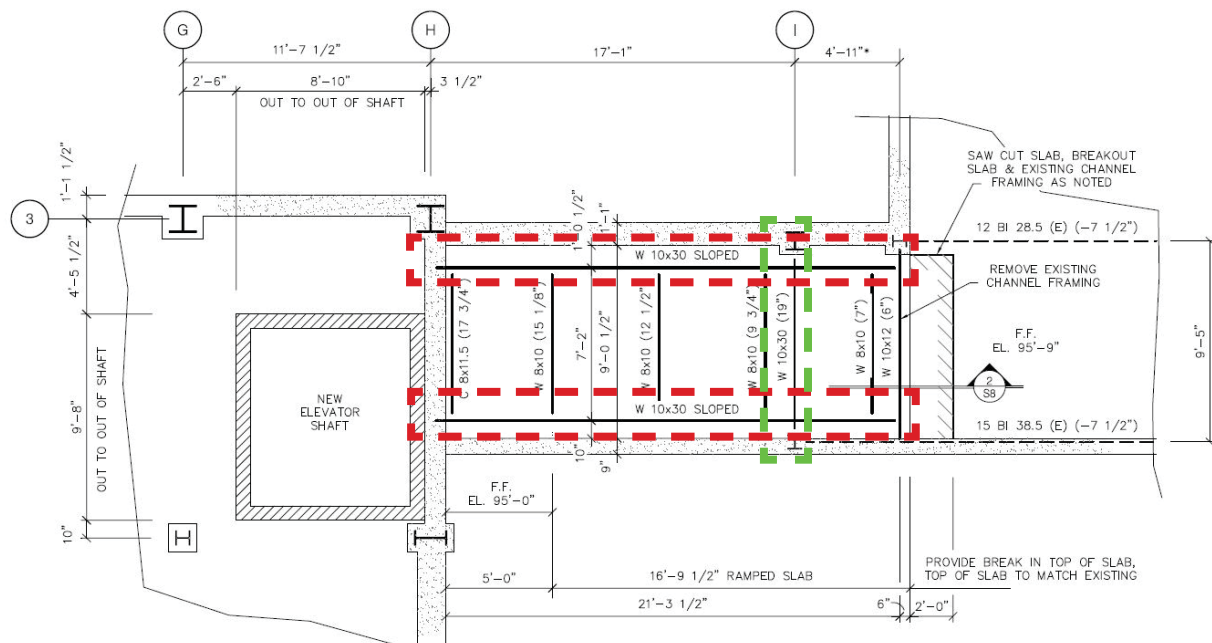 G
H
I
11'-7 1/2"
17'-1"
4'-11"*
2'-6"
8'-10"
3 1/2"
OUT TO OUT OF SHAFT
SAW CUT SLAB, BREAKOUT
SLAB & EXISTING CHANNEL
FRAMING AS NOTED
1'-1 1/2"
3
1'-1"
12 BI 28.5 (E) (-7 1/2")
W 10x30 SLOPED
REMOVE EXISTING
CHANNEL FRAMING
4'-5 1/2"
C 8x11.5 (17 3/4")
W 8x10 (15 1/8")
7'-2"
9'-0 1/2"
W 8x10 (12 1/2")
W 8x10 (9 3/4")
W 10x30 (19")
W 8x10 (7")
W 10x12 (6")
F.F.
EL. 95'-9"
9'-5"
2
S8
NEW
ELEVATOR
SHAFT
9'-8"
OUT TO OUT OF SHAFT
W 10x30 SLOPED
15 BI 38.5 (E) (-7 1/2")
10"
9"
F.F.
EL. 95'-0"
10"
PROVIDE BREAK IN TOP OF SLAB,
TOP OF SLAB TO MATCH EXISTING
5'-0"
16'-9 1/2" RAMPED SLAB
21'-3 1/2"
6"
2'-0"